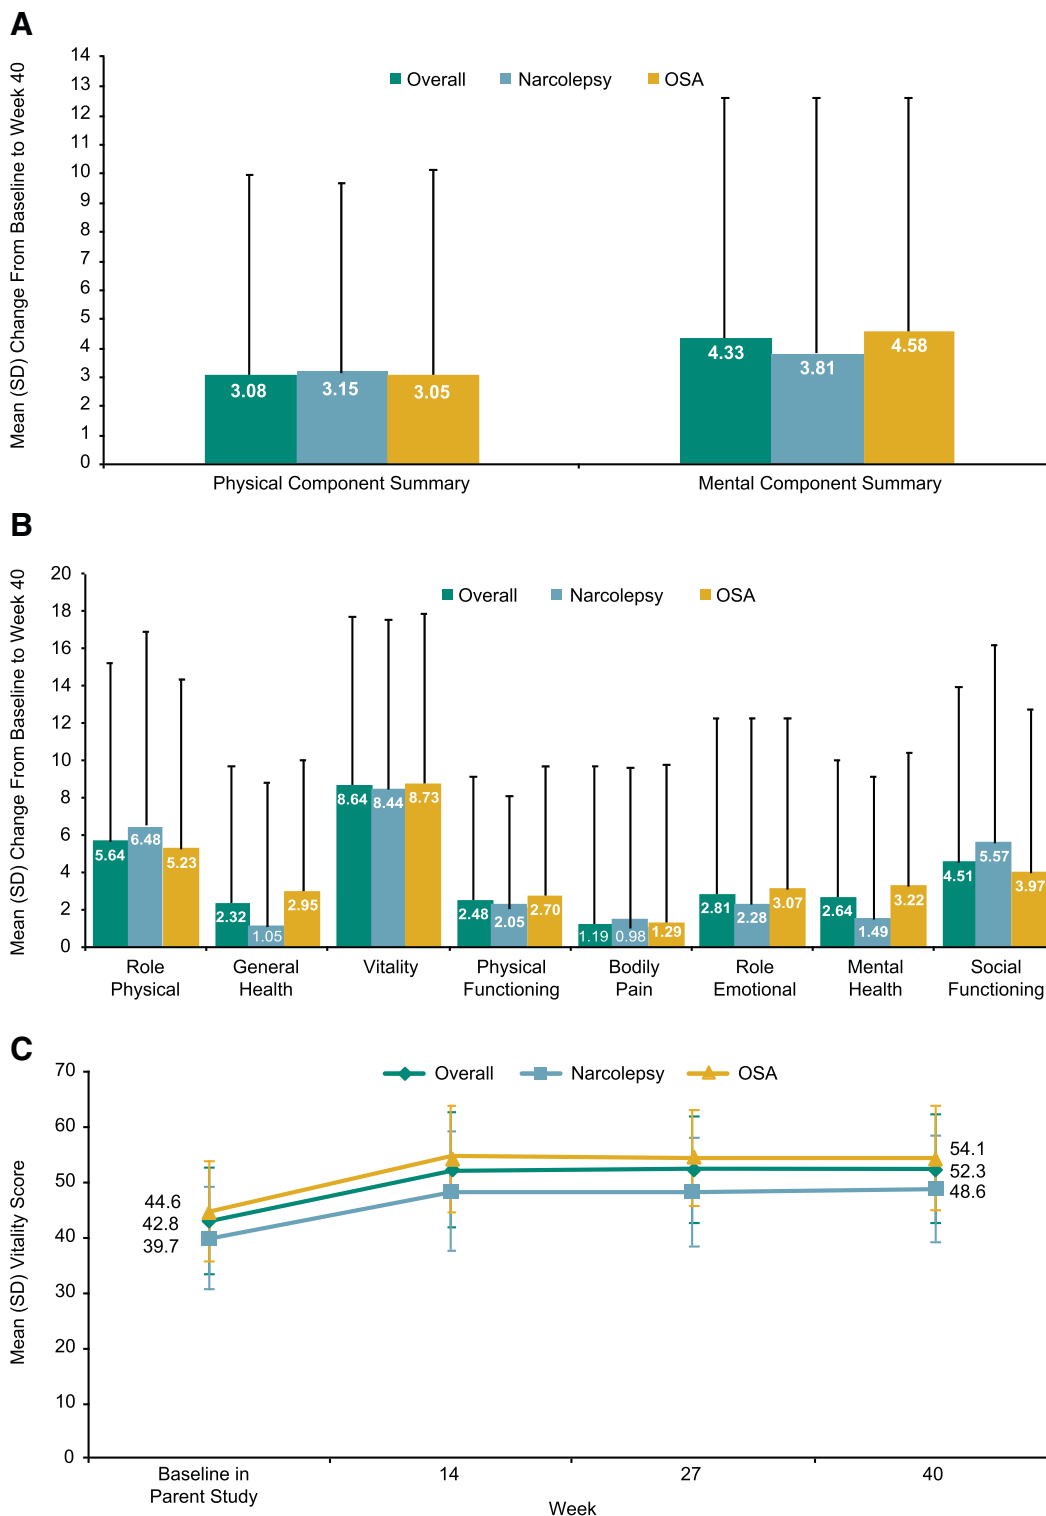 A
Mean (SD) Change From Baseline to Week 40
14
13
12
11
10
9
8
7
6
5
4
3
2
1
0
Overall Narcolepsy OSA
3.08 3.15 3.05
4.33 3.81 4.58
Physical Component Summary Mental Component Summary
B
Mean (SD) Change From Baseline to Week 40
20
18
16
14
12
10
8
6
4
2
0
Overall Narcolepsy OSA
5.64 6.48 5.23
2.32 1.05 2.95
8.64 8.44 8.73
2.48 2.05 2.70
1.19 0.98 1.29
2.81 2.28 3.07
2.64 1.49 3.22
4.51 5.57 3.97
Role
Physical
General
Health
Vitality
Physical
Functioning
Bodily
Pain
Role
Emotional
Mental
Health
Social
Functioning
C
Mean (SD) Vitality Score
70
60
50
40
30
20
10
0
Overall Narcolepsy OSA
44.6
42.8
39.7
54.1
52.3
48.6
Baseline in
Parent Study
14
27
40
Week